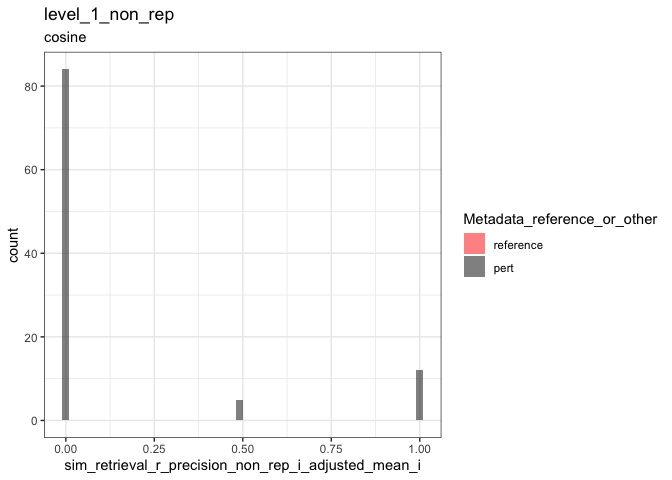 level_1_non_rep
cosine
80
60
40
20
0
count
0.00 0.25 0.50 0.75 1.00
sim_retrieval_r_precision_non_rep_i_adjusted_mean_i
Metadata_reference_or_other
reference
pert